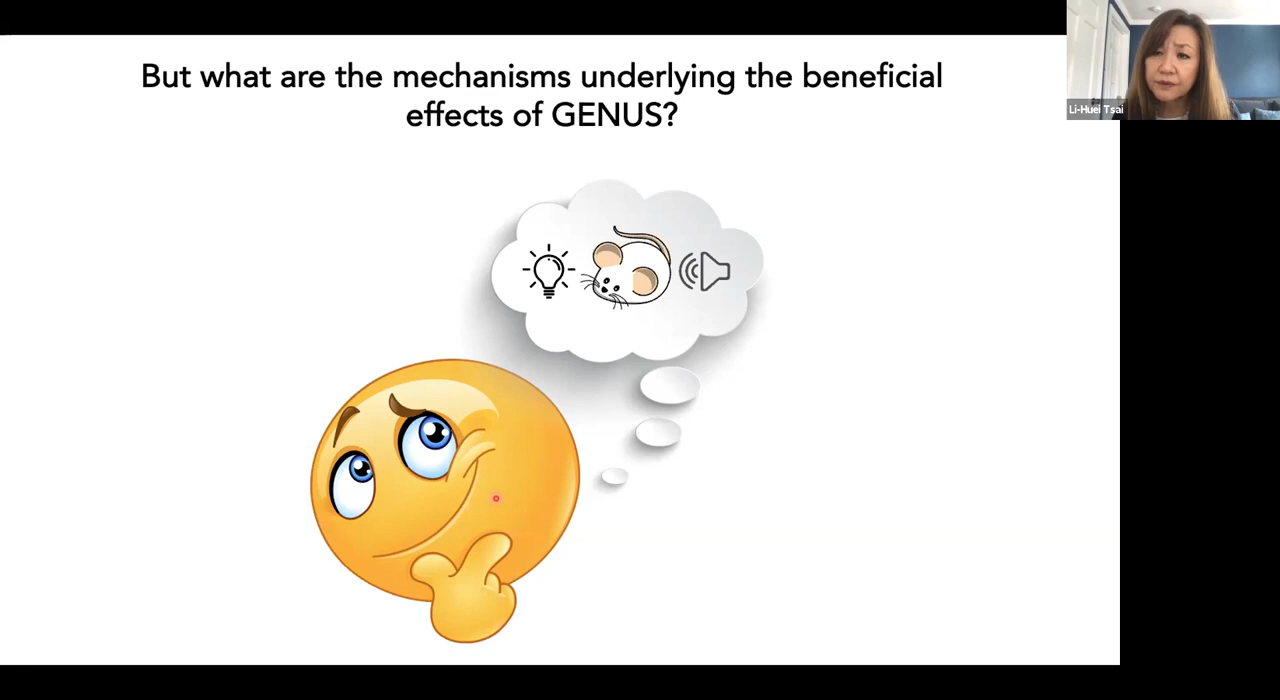 But what are the mechanisms underlying the beneficial
effects of GENUS?
Li-Huei Tsai